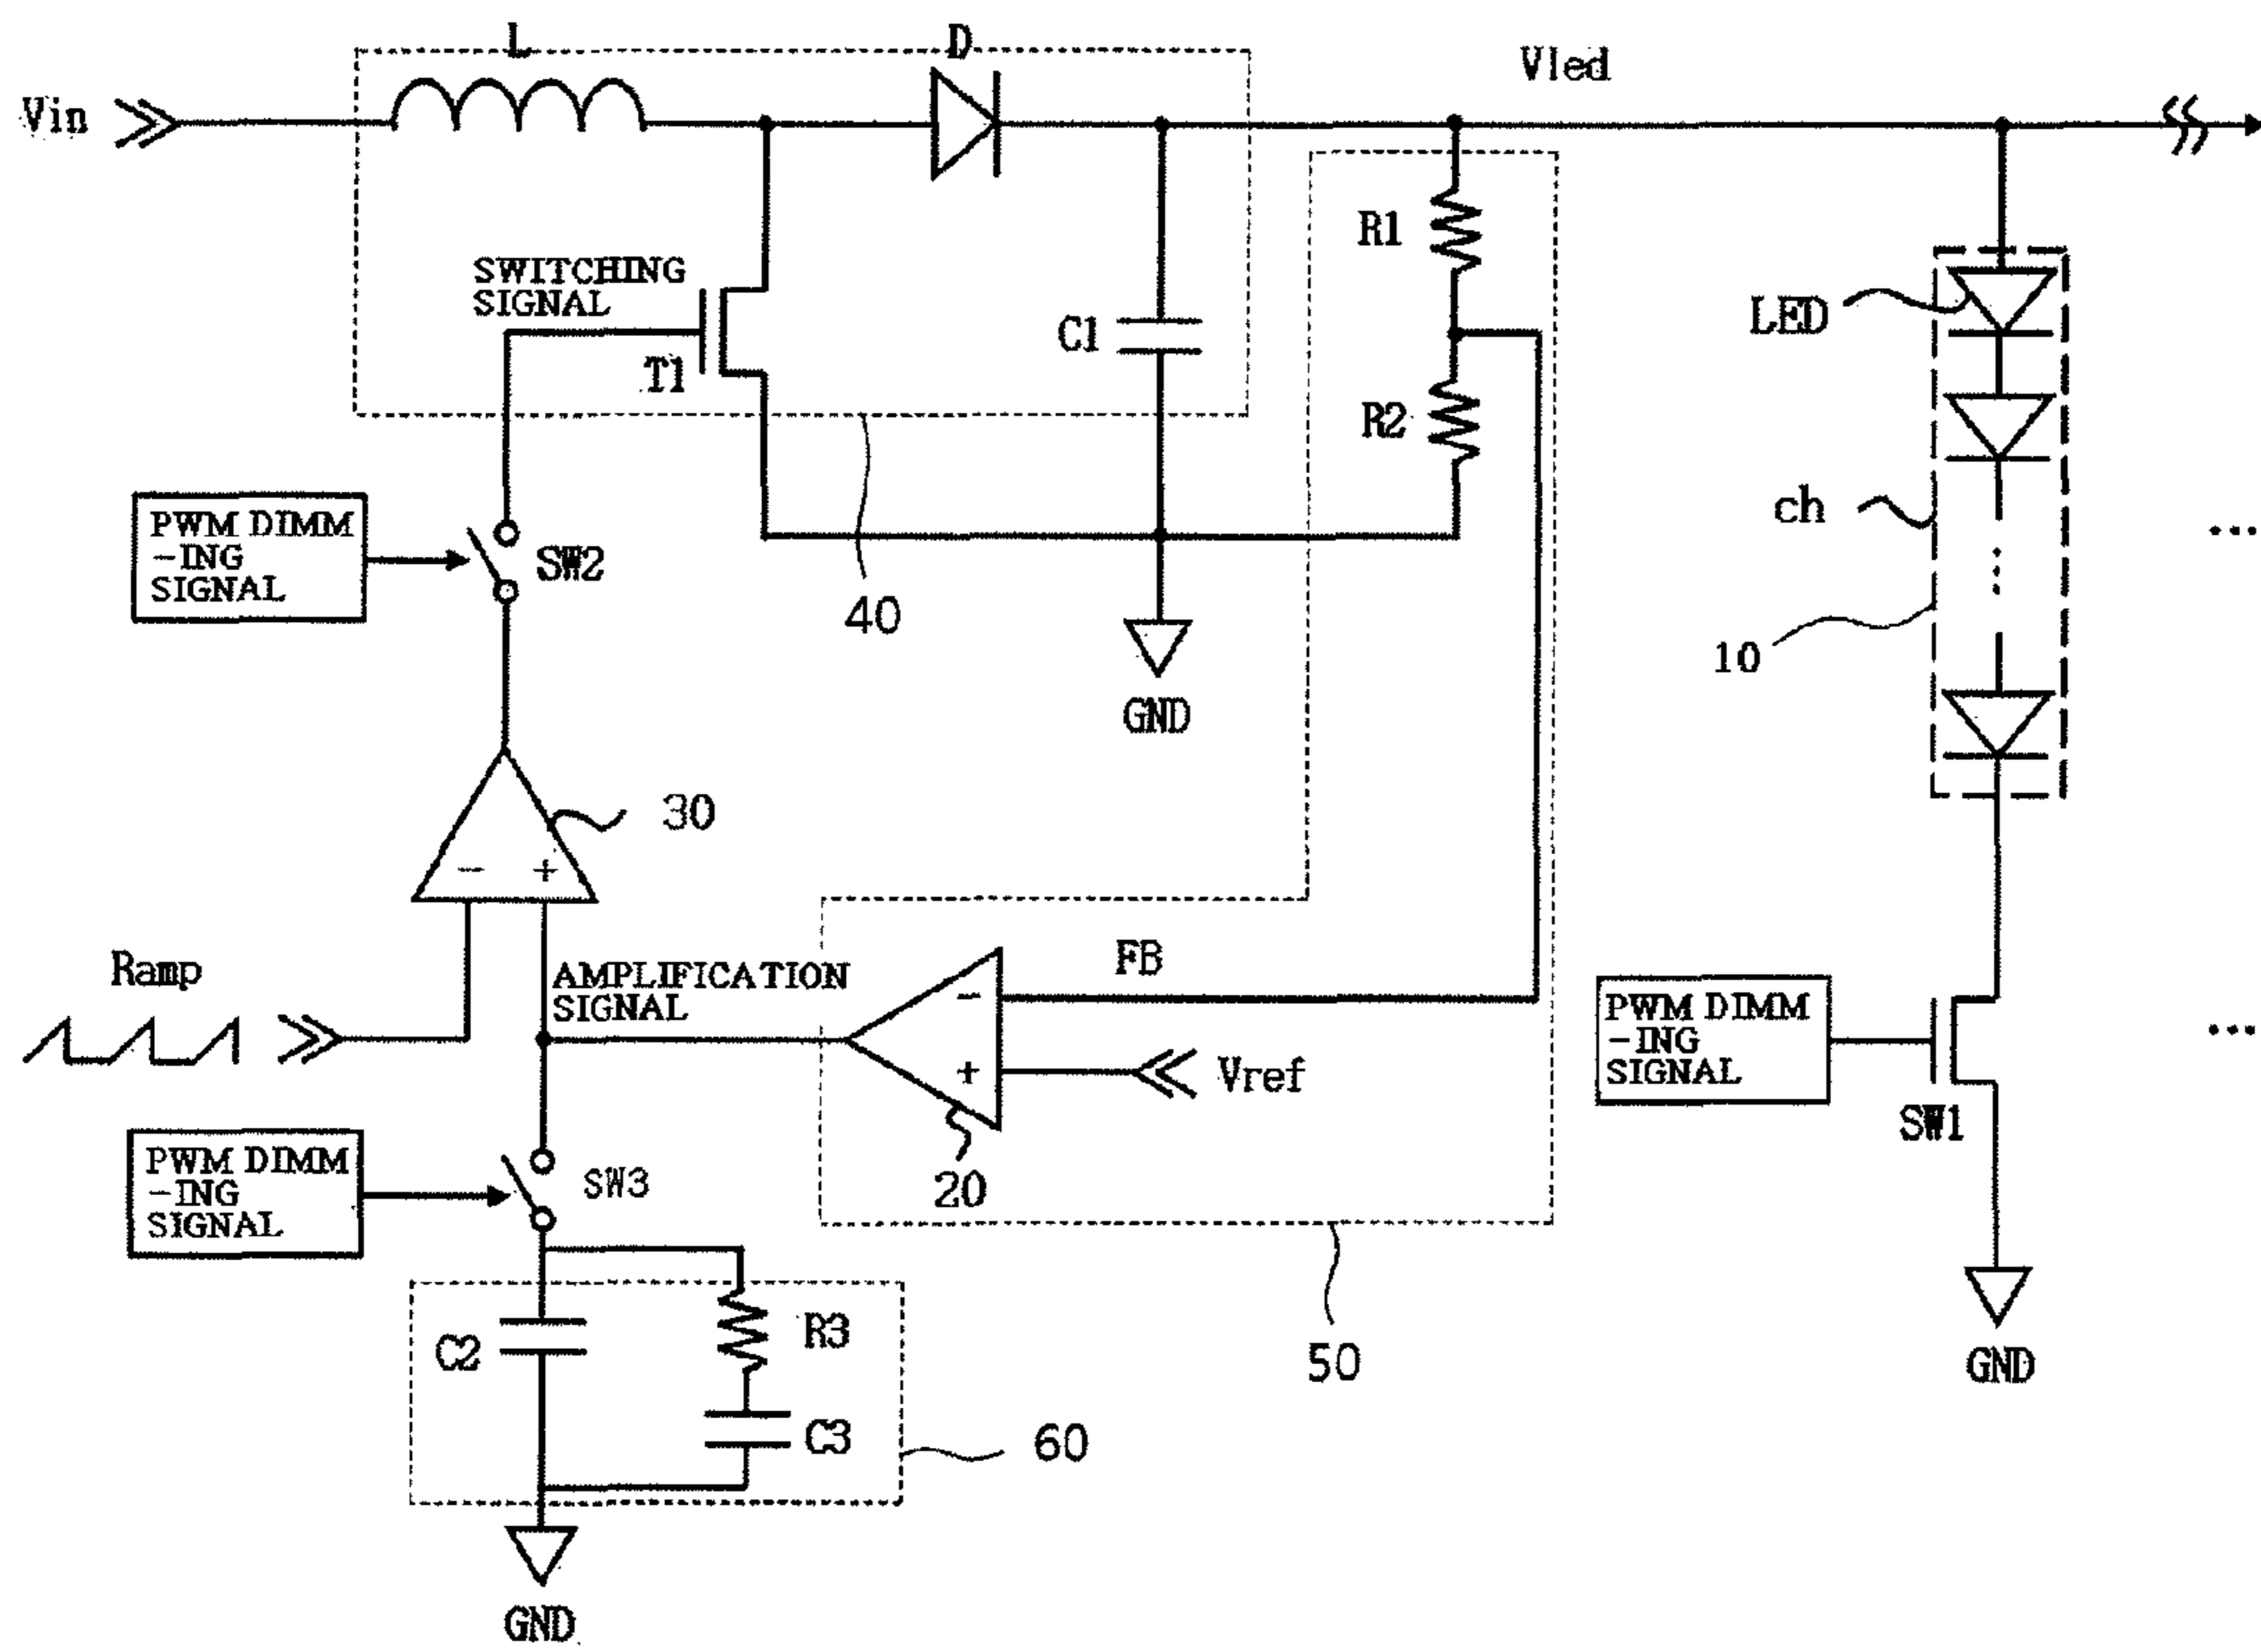 L
D
Vled
Vin
R1
SWITCHING
SIGNAL
LED
C1
T1
R2
ch
PWM DIMM
-ING
SIGNAL
SW2
...
40
10
GND
30
- +
FB
Ramp
AMPLIFICATION
SIGNAL
-
PWM DIMM
-ING
SIGNAL
...
+
Vref
SW1
PWM DIMM
-ING
SIGNAL
SW3
20
R3
C2
50
GND
C3
60
GND